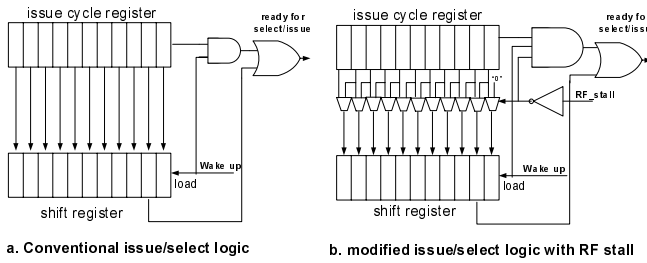 issue cycle register
ready for
select/issue
Wake up
load
shift register
a. Conventional issue/select logic
issue cycle register
ready fo
select/issu
"0"
RF_stall
Wake up
load
shift register
b. modified issue/select logic with RF stall